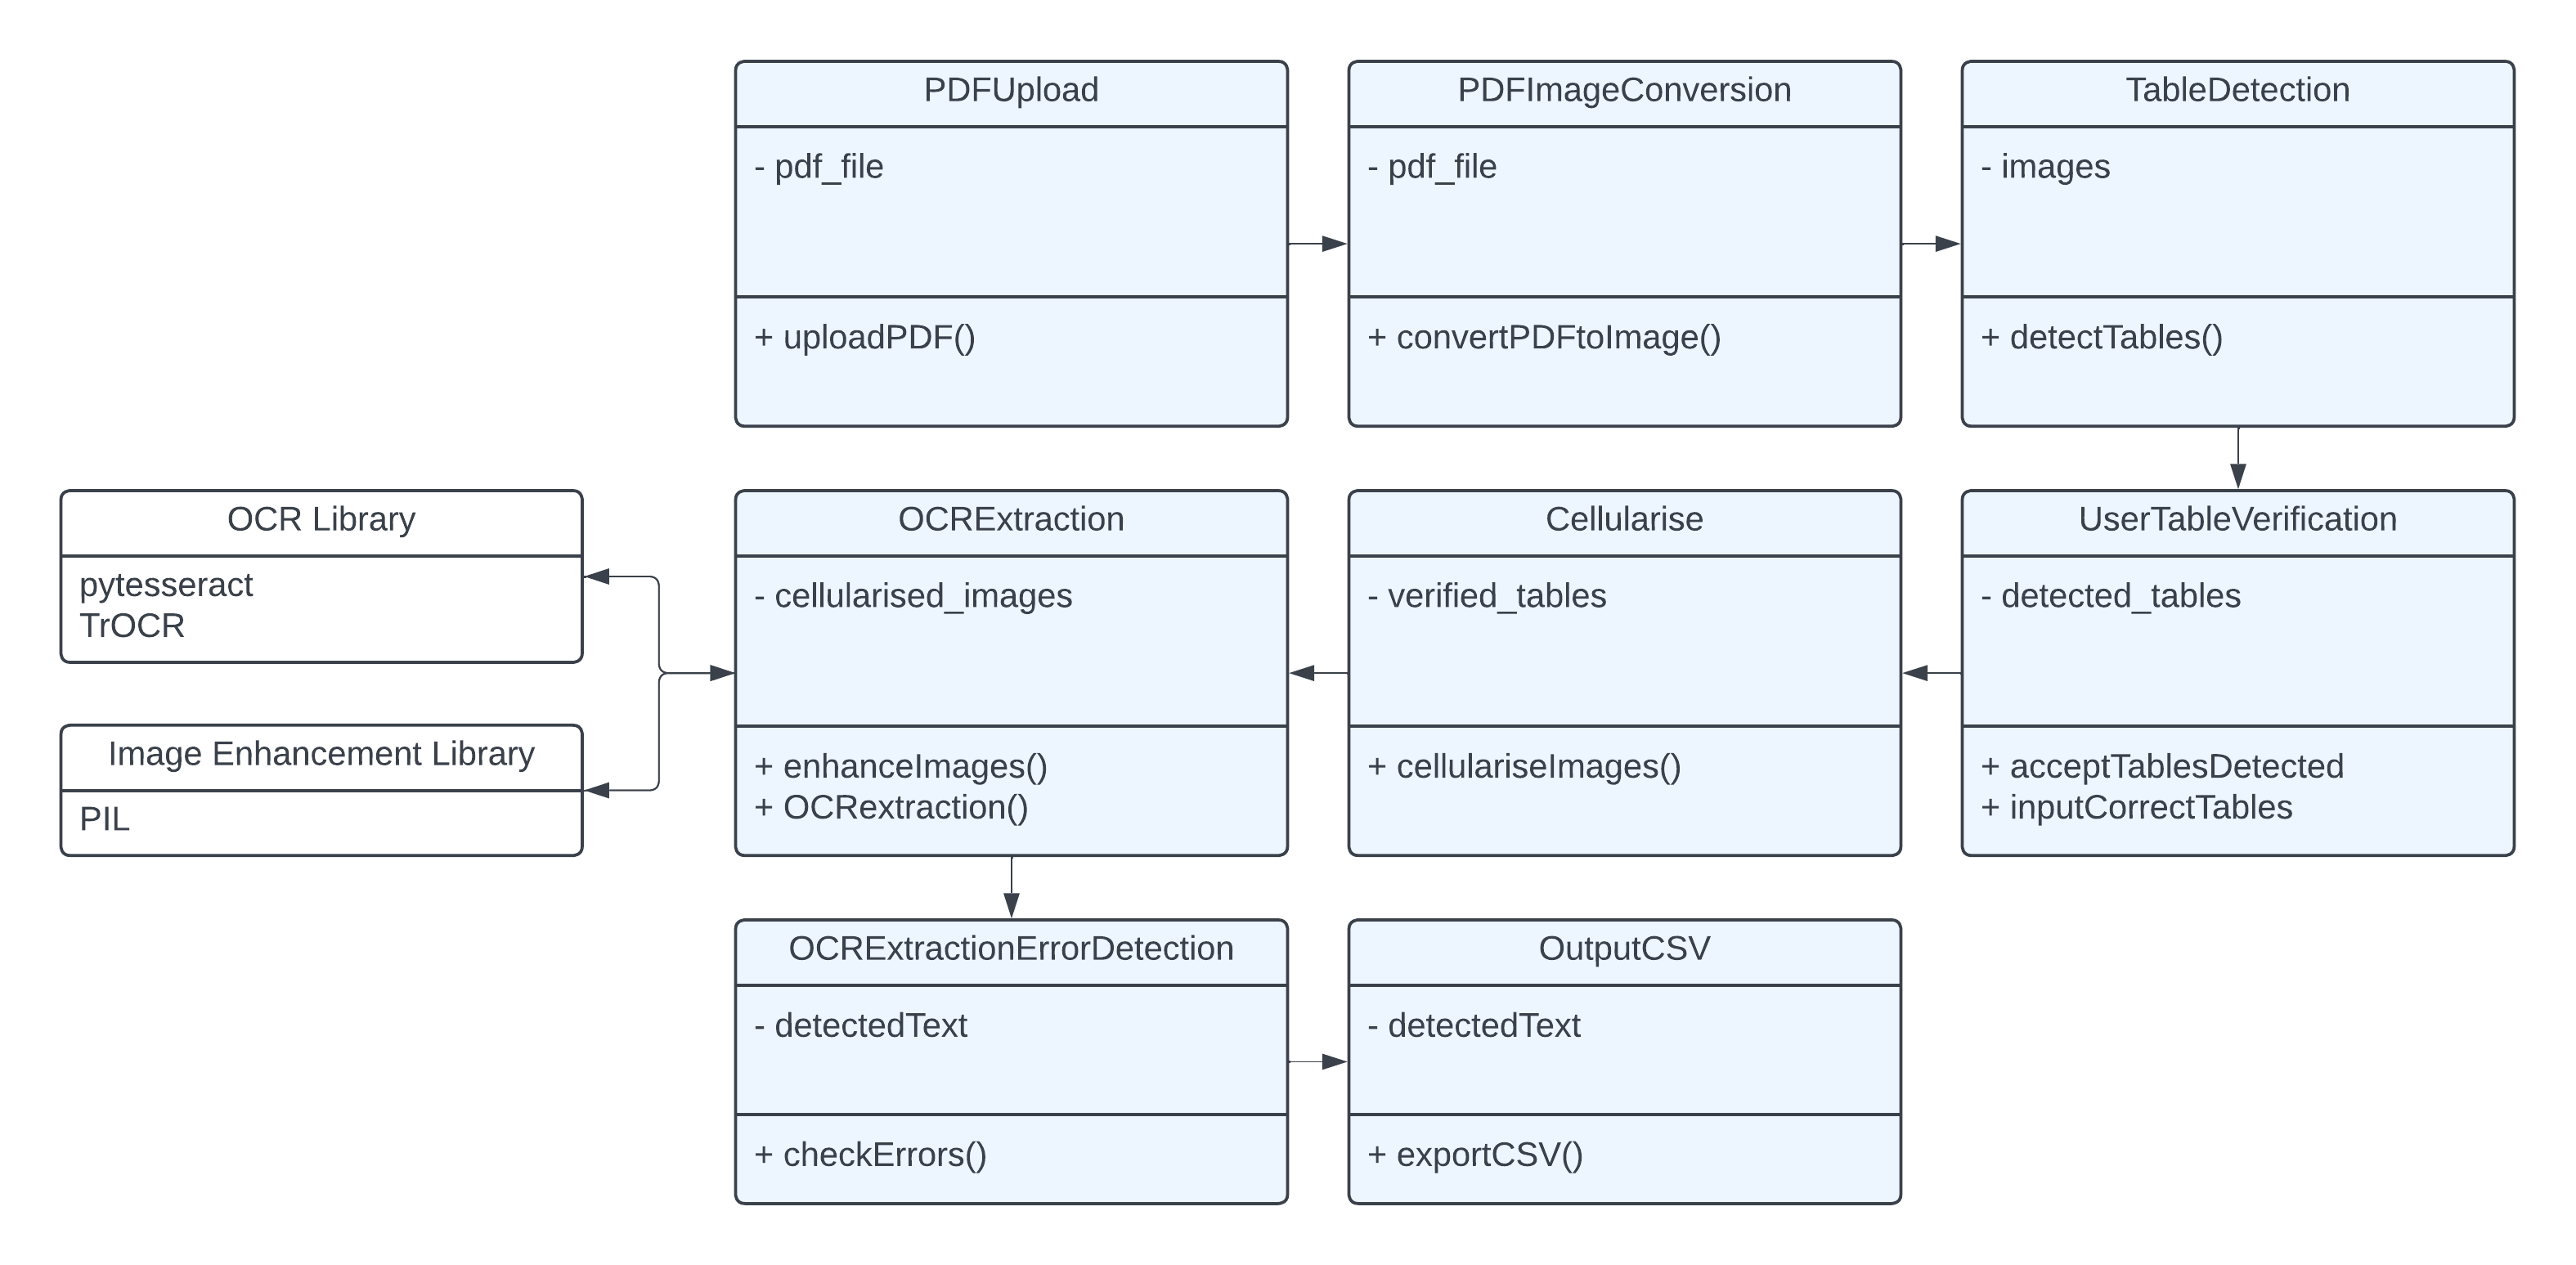 PDFUpload
- pdf_file
+ uploadPDF()
PDFImageConversion
- pdf_file
+ convertPDFtoImage()
TableDetection
- images
+ detectTables()
OCR Library
pytesseract
TrOCR
Image Enhancement Library
PIL
OCRExtraction
- cellularised_images
+ enhanceImages()
+ OCRextraction()
Cellularise
- verified_tables
+ cellulariseImages()
UserTableVerification
- detected_tables
+ acceptTablesDetected
+ inputCorrectTables
OCRExtractionErrorDetection
- detectedText
+ checkErrors()
OutputCSV
- detectedText
+ exportCSV()